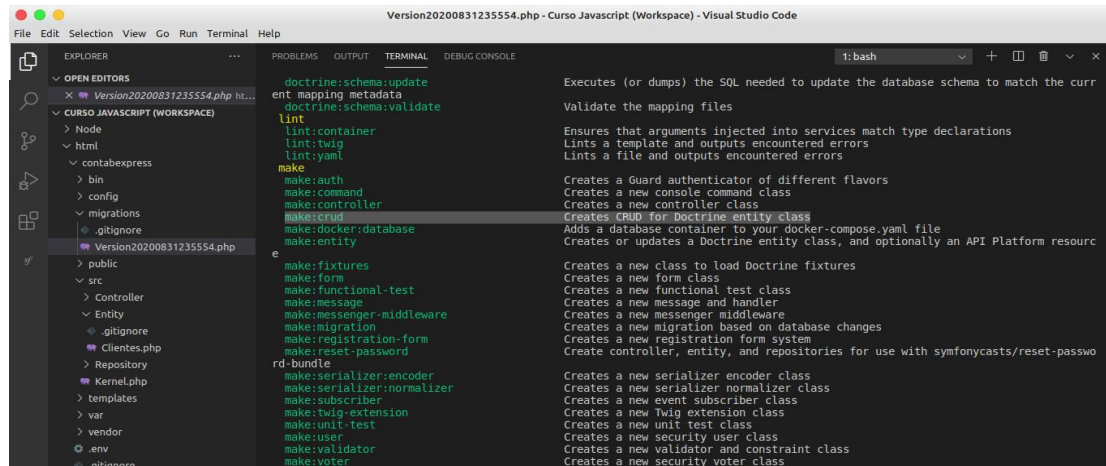 Version20200831235554.php - Curso Javascript (Workspace) - Visual Studio Code
File Edit Selection View Go Run Terminal Help
EXPLORER ...
OPEN EDITORS
Version20200831235554.php ht...
CURSO JAVASCRIPT (WORKSPACE)
Node
html
contabexpress
bin
config
migrations
.gitignore
Version20200831235554.php
public
src
Controller
Entity
.gitignore
Clientes.php
Repository
Kernel.php
templates
var
vendor
.env
.gitignore
PROBLEMS OUTPUT TERMINAL DEBUG CONSOLE 1: bash
doctrine:schema:update Executes (or dumps) the SQL needed to update the database schema to match the curr
ent mapping metadata
doctrine:schema:validate Validate the mapping files
lint
lint:container Ensures that arguments injected into services match type declarations
lint:twig Lints a template and outputs encountered errors
lint:yaml Lints a file and outputs encountered errors
make
make:auth Creates a Guard authenticator of different flavors
make:command Creates a new console command class
make:controller Creates a new controller class
make:crud Creates CRUD for Doctrine entity class
make:docker:database Adds a database container to your docker-compose.yaml file
make:entity Creates or updates a Doctrine entity class, and optionally an API Platform resourc
e
make:fixtures Creates a new class to load Doctrine fixtures
make:form Creates a new form class
make:functional-test Creates a new functional test class
make:message Creates a new message and handler
make:messenger-middleware Creates a new messenger middleware
make:migration Creates a new migration based on database changes
make:registration-form Creates a new registration form system
make:reset-password Create controller, entity, and repositories for use with symfonycasts/reset-passwo
rd-bundle
make:serializer:encoder Creates a new serializer encoder class
make:serializer:normalizer Creates a new serializer normalizer class
make:subscriber Creates a new event subscriber class
make:twig-extension Creates a new Twig extension class
make:unit-test Creates a new unit test class
make:user Creates a new security user class
make:validator Creates a new validator and constraint class
make:voter Creates a new security voter class